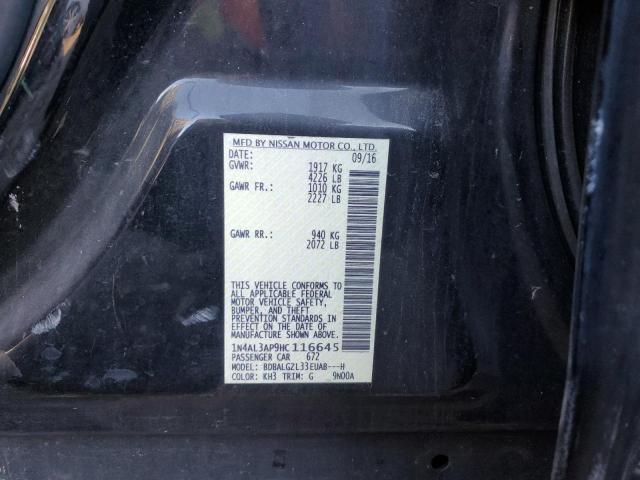 MFD BY NISSAN MOTOR CO., LTD.
DATE: 09/16
GVWR: 1917 KG
4226 LB
GAWR FR.: 1010 KG
2227 LB
GAWR RR.: 940 KG
2072 LB
THIS VEHICLE CONFORMS TO
ALL APPLICABLE FEDERAL
MOTOR VEHICLE SAFETY,
BUMPER, AND THEFT
PREVENTION STANDARDS
IN EFFECT ON THE DATE OF
MANUFACTURE SHOWN ABOVE.
1N4AL3AP9HC116645
PASSENGER CAR 672
MODEL: BDBALGZL33EUAB---H
COLOR: KH3 TRIM: G 9N00A